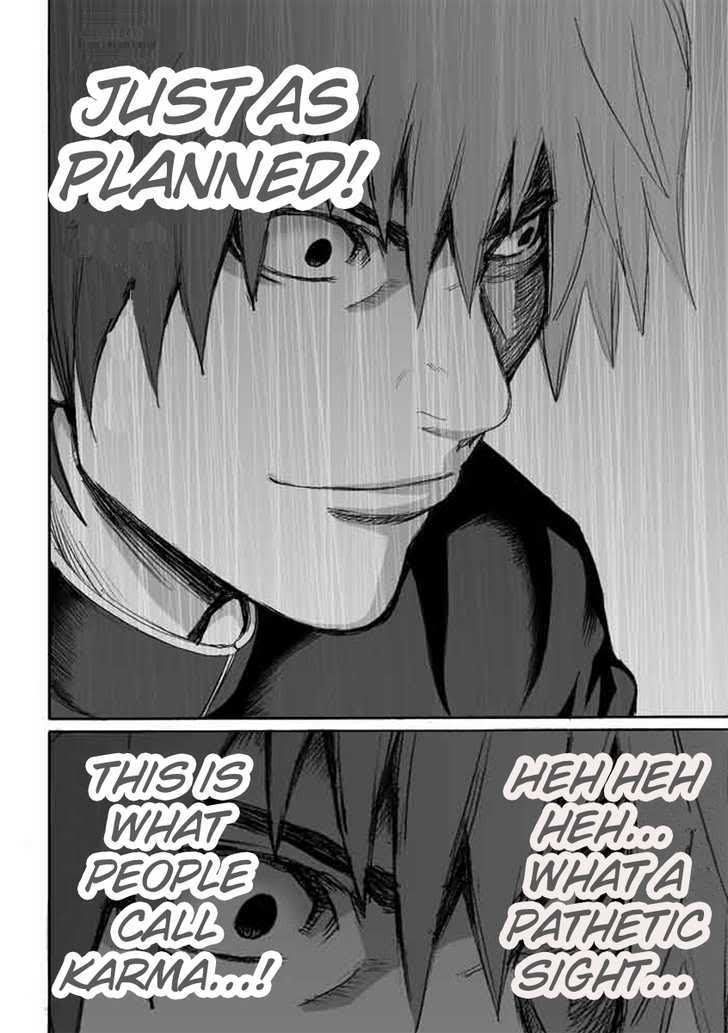 JUST AS
PLANNED!
HEH HEH
HEH...
WHAT A
PATHETIC
SIGHT...
THIS IS
WHAT
PEOPLE
CALL
KARMA...!